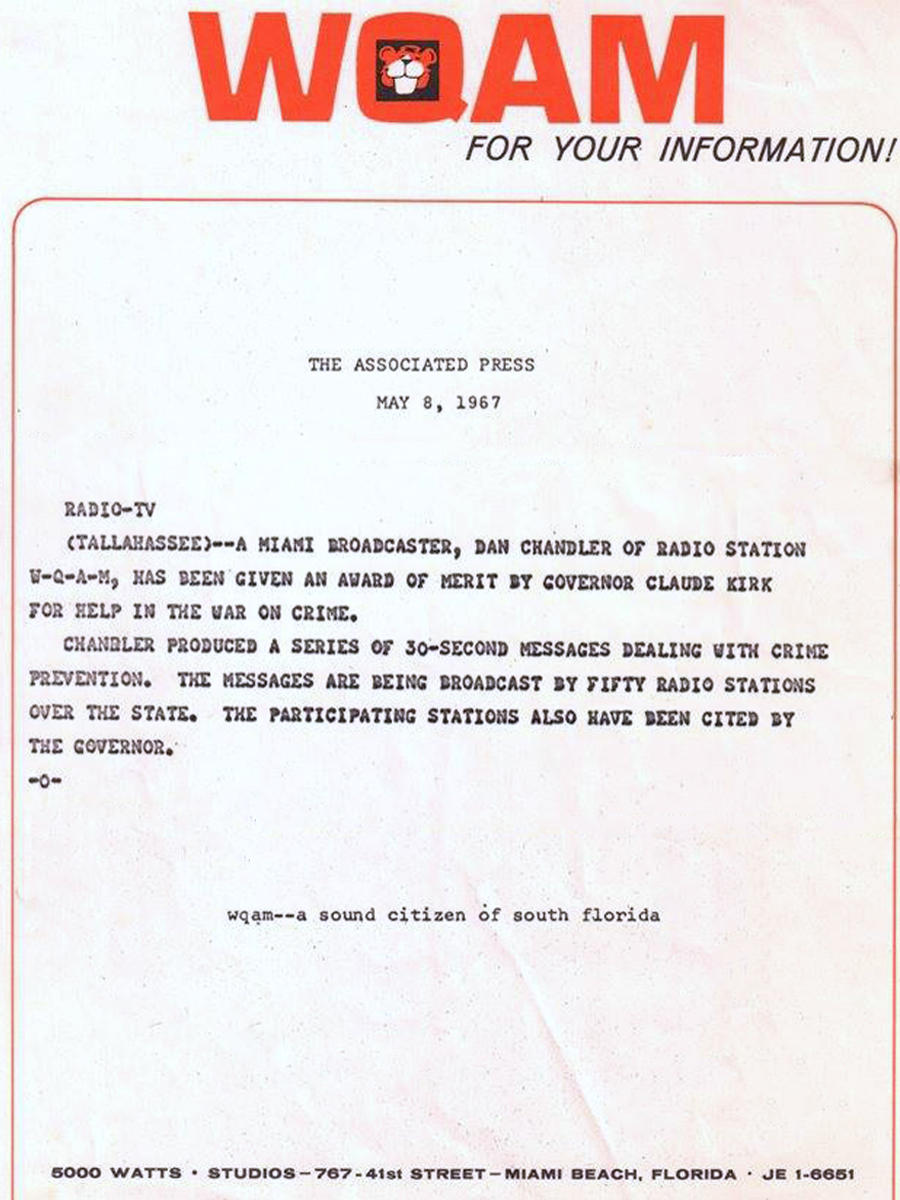 WQAM
FOR YOUR INFORMATION!
THE ASSOCIATED PRESS
MAY 8, 1967
RADIO-TV
(TALLAHASSEE)--A MIAMI BROADCASTER, DAN CHANDLER OF RADIO STATION
W-Q-A-M, HAS BEEN GIVEN AN AWARD OF MERIT BY GOVERNOR CLAUDE KIRK
FOR HELP IN THE WAR ON CRIME.
CHANDLER PRODUCED A SERIES OF 30-SECOND MESSAGES DEALING WITH CRIME
PREVENTION. THE MESSAGES ARE BEING BROADCAST BY FIFTY RADIO STATIONS
OVER THE STATE. THE PARTICIPATING STATIONS ALSO HAVE BEEN CITED BY
THE GOVERNOR.
-0-
wqam--a sound citizen of south florida
5000 WATTS · STUDIOS-767-41st STREET-MIAMI BEACH, FLORIDA · JE 1-6651